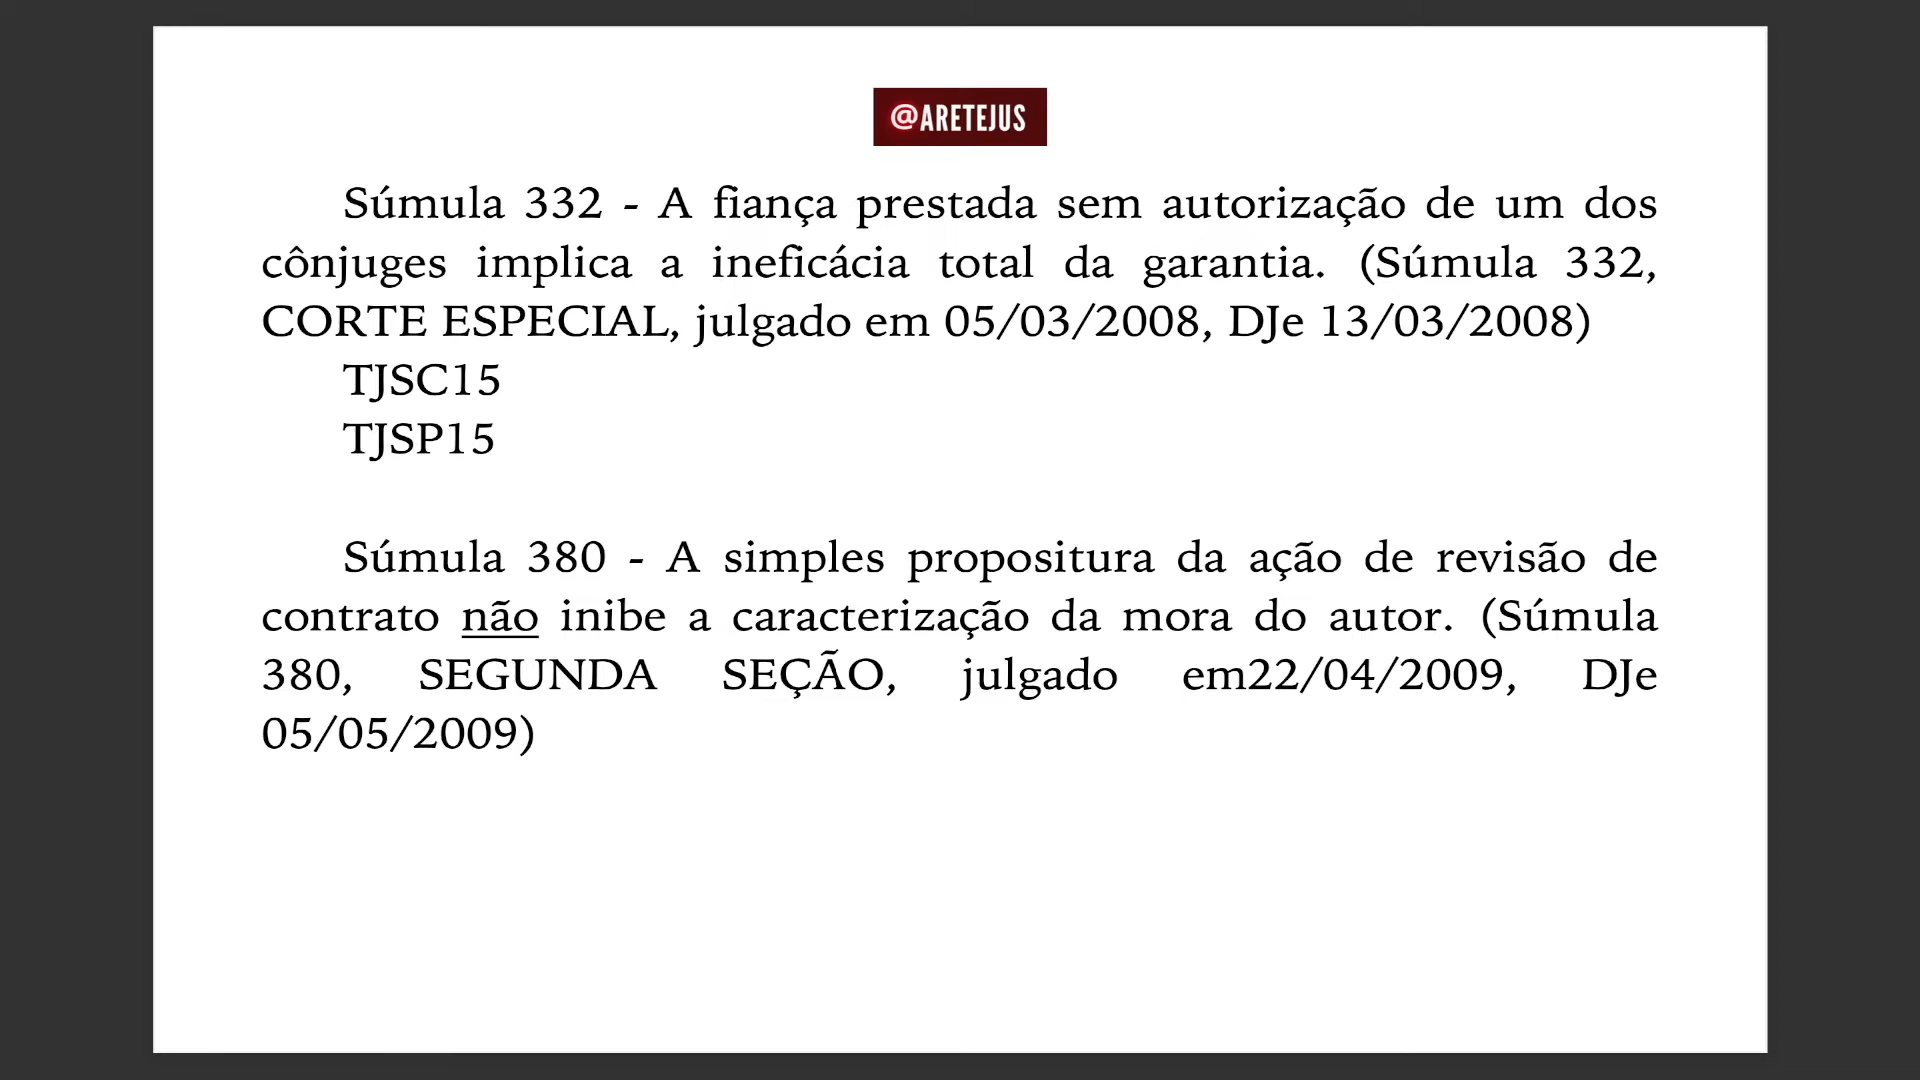 @ARETEJUS
Súmula 332 - A fiança prestada sem autorização de um dos
cônjuges implica a ineficácia total da garantia. (Súmula 332,
CORTE ESPECIAL, julgado em 05/03/2008, DJe 13/03/2008)
TJSC15
TJSP15
Súmula 380 - A simples propositura da ação de revisão de
contrato não inibe a caracterização da mora do autor. (Súmula
380, SEGUNDA SEÇÃO, julgado em22/04/2009, DJe
05/05/2009)